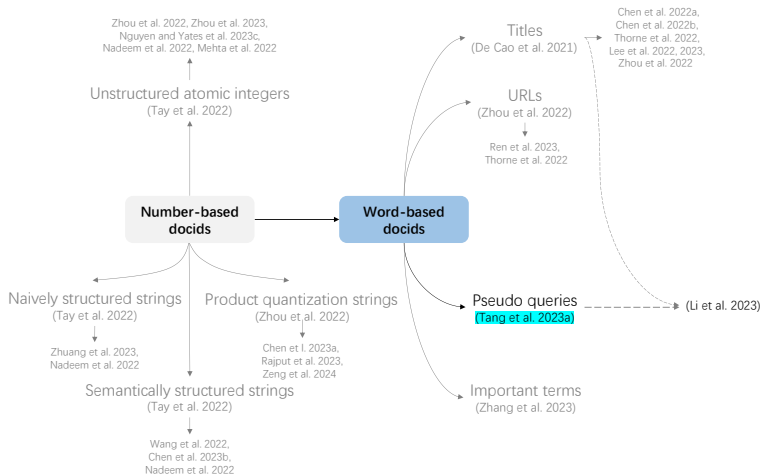 Zhou et al. 2022, Zhou et al. 2023,
Nguyen and Yates et al. 2023c,
Nadeem et al. 2022, Mehta et al. 2022
Unstructured atomic integers
(Tay et al. 2022)
Number-based
docids
Naively structured strings
(Tay et al. 2022)
Zhuang et al. 2023,
Nadeem et al. 2022
Product quantization strings
(Zhou et al. 2022)
Chen et l. 2023a,
Rajput et al. 2023,
Zeng et al. 2024
Semantically structured strings
(Tay et al. 2022)
Wang et al. 2022,
Chen et al. 2023b,
Nadeem et al. 2022
Word-based
docids
Titles
(De Cao et al. 2021)
Chen et al. 2022a,
Chen et al. 2022b,
Thorne et al. 2022,
Lee et al. 2022, 2023,
Zhou et al. 2022
URLs
(Zhou et al. 2022)
Ren et al. 2023,
Thorne et al. 2022
Pseudo queries
(Tang et al. 2023a)
(Li et al. 2023)
Important terms
(Zhang et al. 2023)